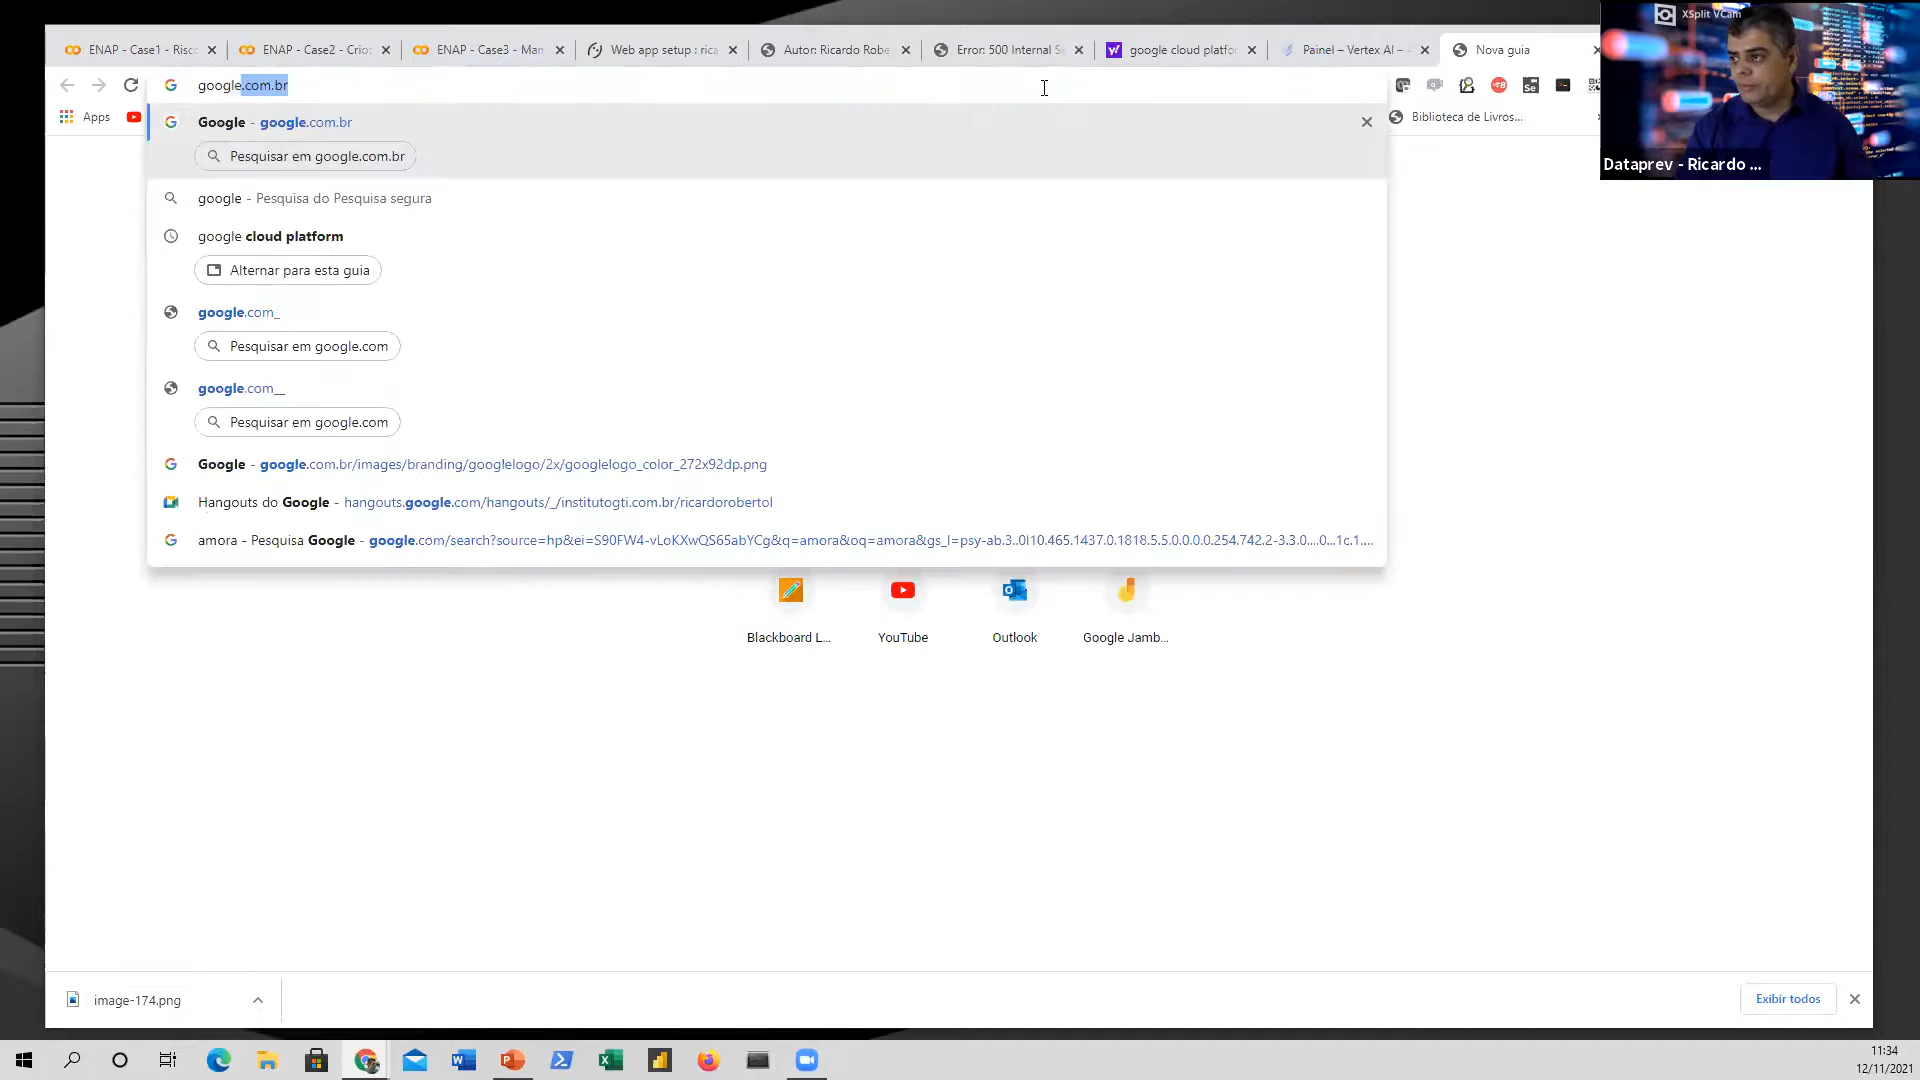 XSplit VCam
ENAP - Case1 - Risco
ENAP - Case2 - Crio
ENAP - Case3 - Man
Web app setup : rica
Autor: Ricardo Robe
Error: 500 Internal Se
google cloud platfor
Painel – Vertex AI –
Nova guia
google.com.br
Apps
Biblioteca de Livros...
Google - google.com.br
Pesquisar em google.com.br
google - Pesquisa do Pesquisa segura
google cloud platform
Alternar para esta guia
google.com_
Pesquisar em google.com
google.com__
Pesquisar em google.com
Google - google.com.br/images/branding/googlelogo/2x/googlelogo_color_272x92dp.png
Hangouts do Google - hangouts.google.com/hangouts/_/institutogti.com.br/ricardorobertol
amora - Pesquisa Google - google.com/search?source=hp&ei=S90FW4-vLoKXwQS65abYCg&q=amora&oq=amora&gs_l=psy-ab.3..0l10.465.1437.0.1818.5.5.0.0.0.0.254.742.2-3.3.0....0...1c.1....
Dataprev - Ricardo ...
Blackboard L...
YouTube
Outlook
Google Jamb...
image-174.png
Exibir todos
11:34
12/11/2021